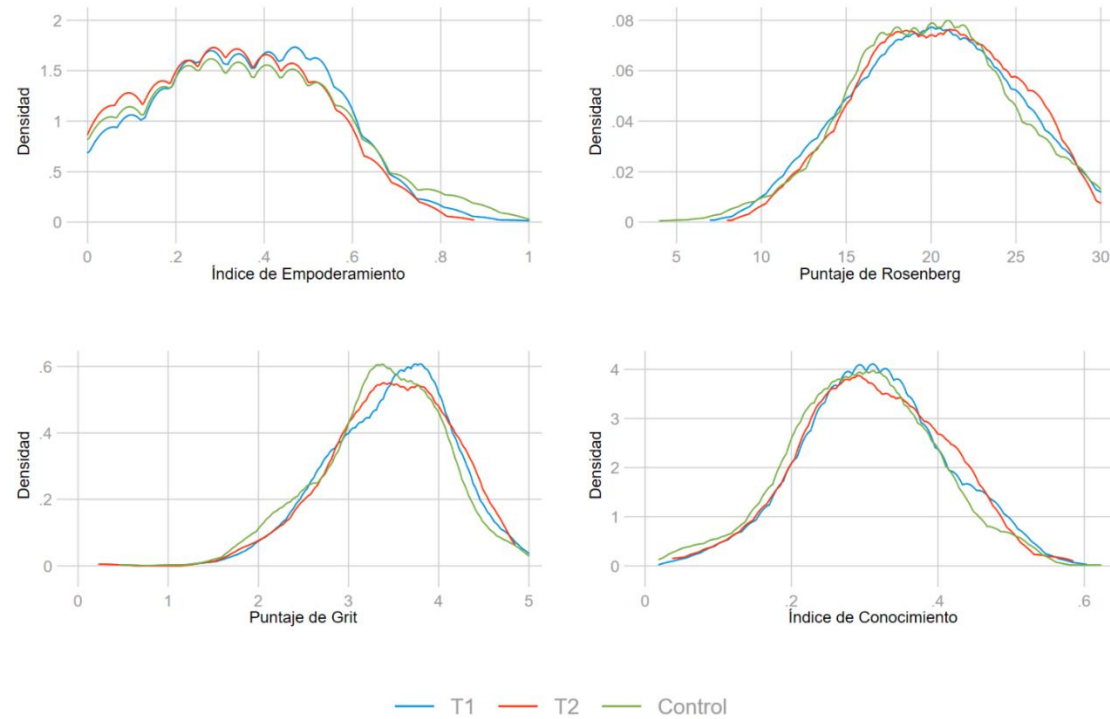 2
1.5
1
.5
0
Densidad
0 .2 .4 .6 .8 1
Índice de Empoderamiento
.08
.06
.04
.02
0
Densidad
5 10 15 20 25 30
Puntaje de Rosenberg
.6
.4
.2
0
Densidad
0 1 2 3 4 5
Puntaje de Grit
4
3
2
1
0
Densidad
0 .2 .4 .6
Índice de Conocimiento
T1 T2 Control